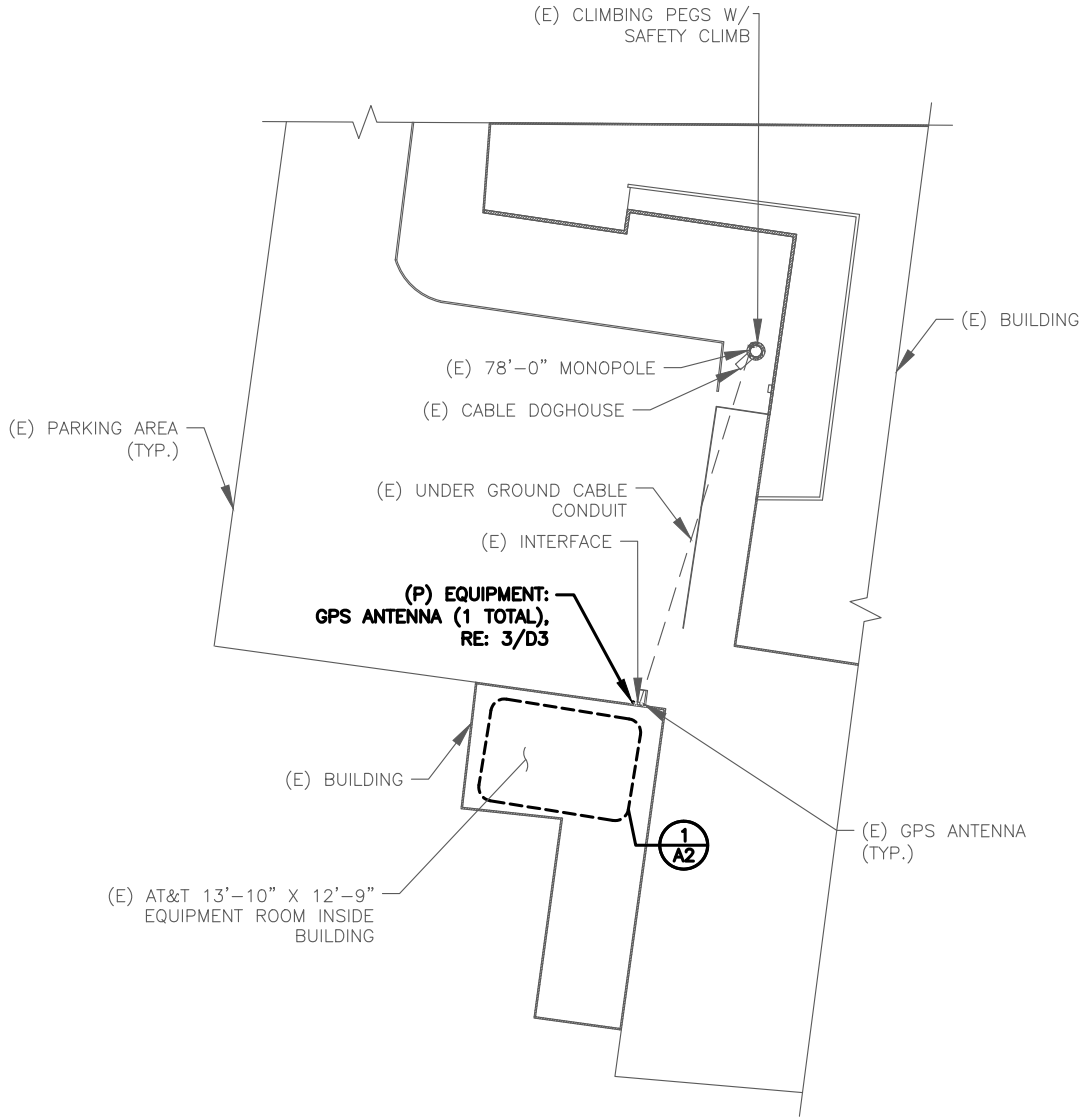 (E) CLIMBING PEGS W/
SAFETY CLIMB
(E) BUILDING
(E) 78'-0" MONOPOLE
(E) CABLE DOGHOUSE
(E) PARKING AREA
(TYP.)
(E) UNDER GROUND CABLE
CONDUIT
(E) INTERFACE
(P) EQUIPMENT:
GPS ANTENNA (1 TOTAL),
RE: 3/D3
(E) BUILDING
1
A2
(E) GPS ANTENNA
(TYP.)
(E) AT&T 13'-10" X 12'-9"
EQUIPMENT ROOM INSIDE
BUILDING